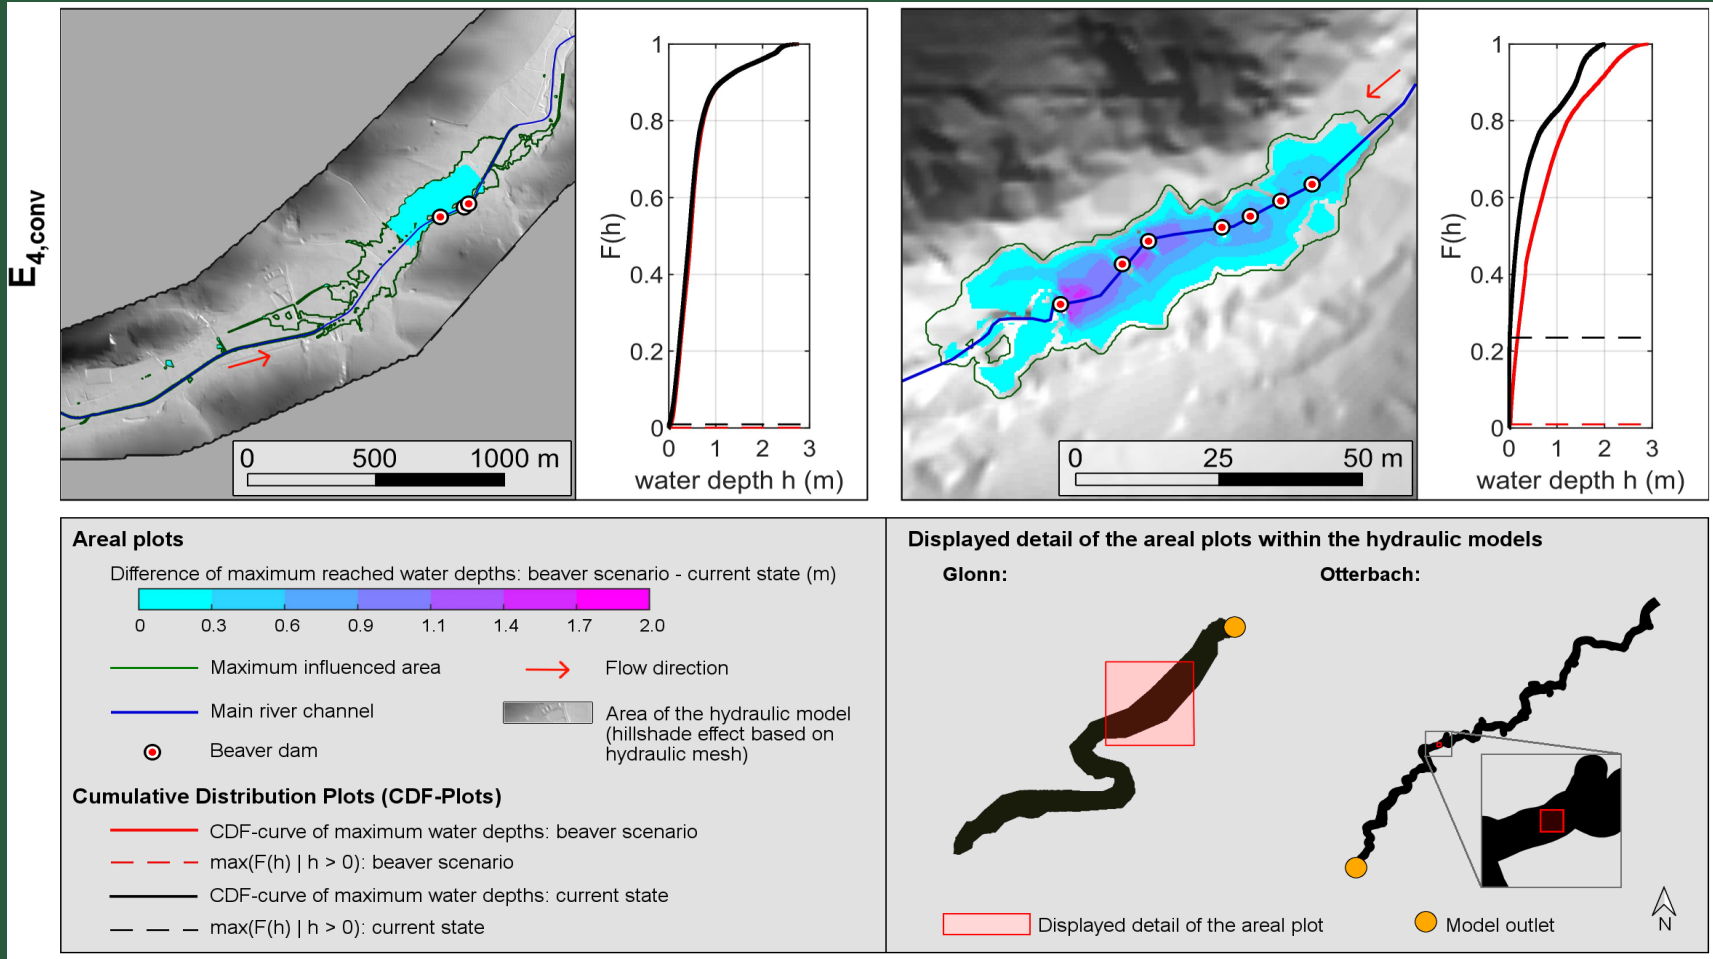 E4,conv
0 500 1000 m
1
0.8
0.6
0.4
0.2
0
F(h)
0 1 2 3
water depth h (m)
0 25 50 m
1
0.8
0.6
0.4
0.2
0
F(h)
0 1 2 3
water depth h (m)
Areal plots
Difference of maximum reached water depths: beaver scenario - current state (m)
0 0.3 0.6 0.9 1.1 1.4 1.7 2.0
Maximum influenced area
Flow direction
Main river channel
Area of the hydraulic model
(hillshade effect based on
hydraulic mesh)
Beaver dam
Cumulative Distribution Plots (CDF-Plots)
CDF-curve of maximum water depths: beaver scenario
max(F(h) | h > 0): beaver scenario
CDF-curve of maximum water depths: current state
max(F(h) | h > 0): current state
Displayed detail of the areal plots within the hydraulic models
Glonn:
Otterbach:
Displayed detail of the areal plot
Model outlet
N